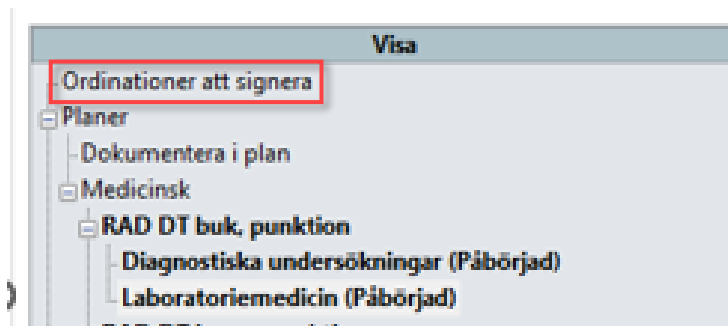 Visa
Ordinationer att signera
Planer
Dokumentera i plan
Medicinsk
RAD DT buk, punktion
Diagnostiska undersökningar (Påbörjad)
Laboratoriemedicin (Påbörjad)